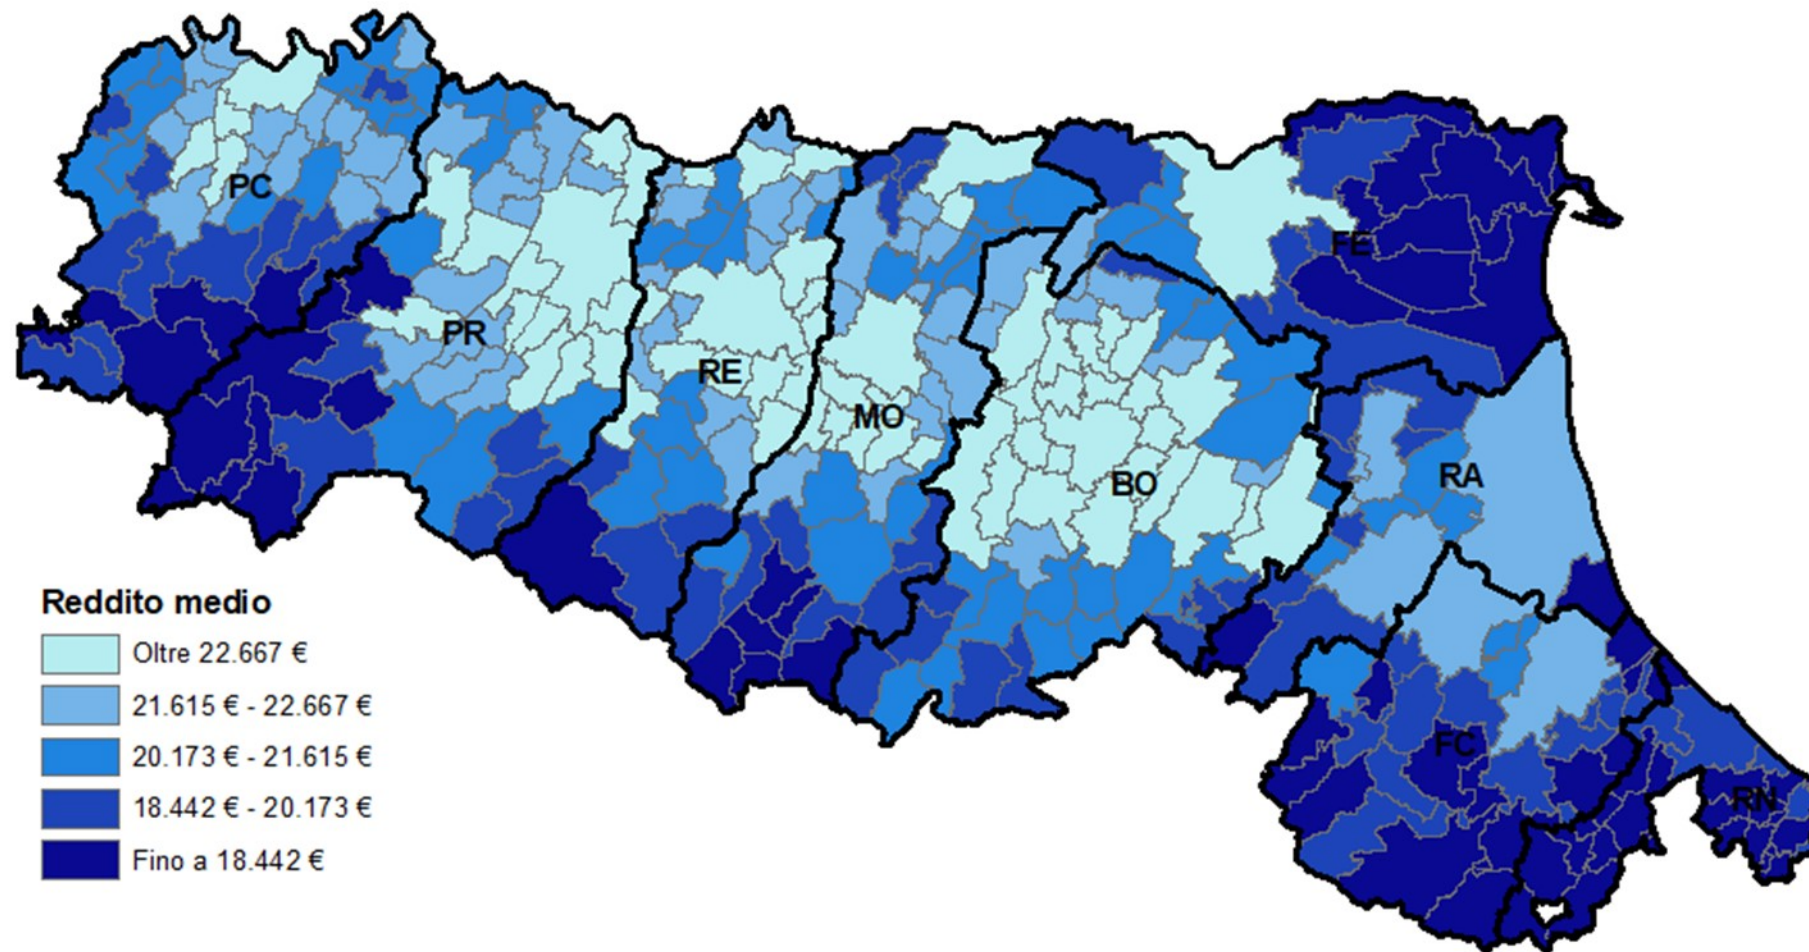 PC
FE
PR
RE
MO
RA
BO
Reddito medio
Oltre 22.667 €
21.615 € - 22.667 €
20.173 € - 21.615 €
18.442 € - 20.173 €
Fino a 18.442 €
FC
RN